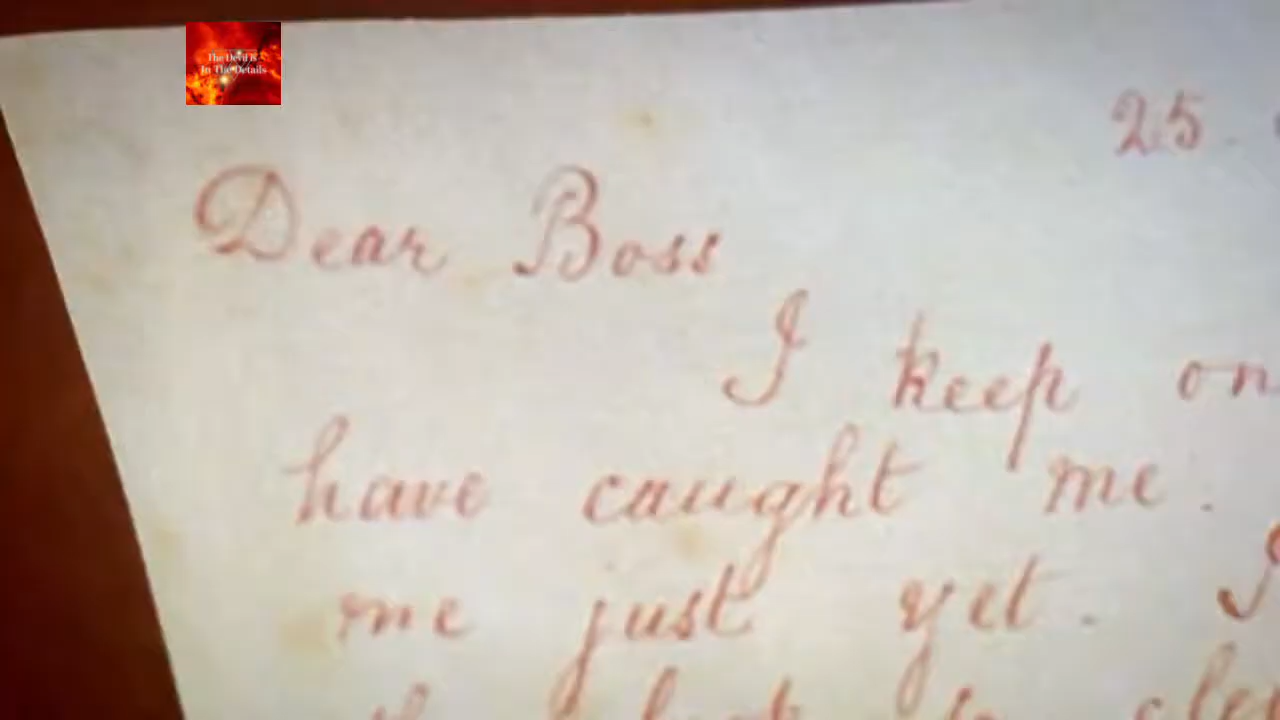 The Devil is
In The Details
25.
Dear Boss
I keep on
have caught me.
me just yet. I